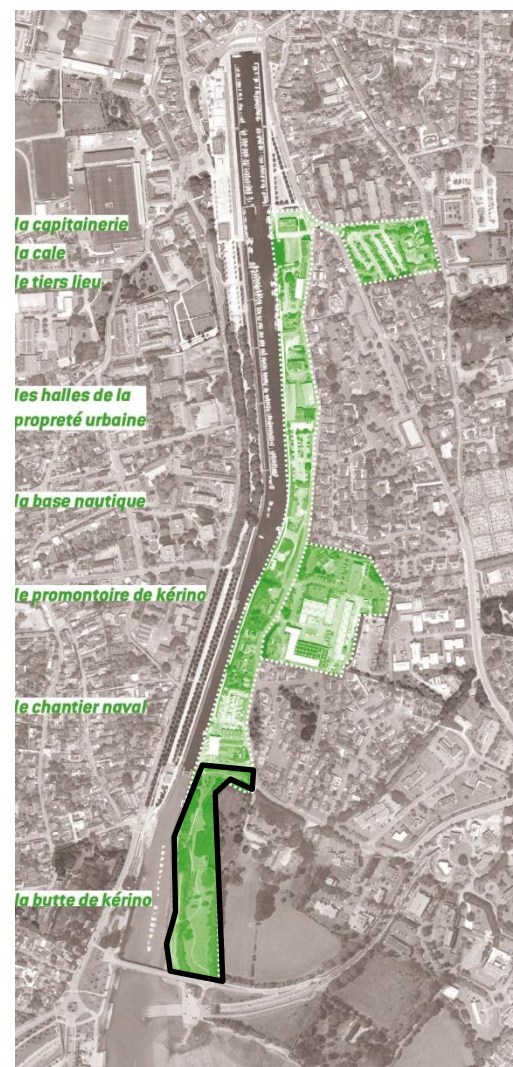 la capitainerie
la cale
le tiers lieu
les halles de la
propreté urbaine
la base nautique
le promontoire de kérino
le chantier naval
la butte de kérino